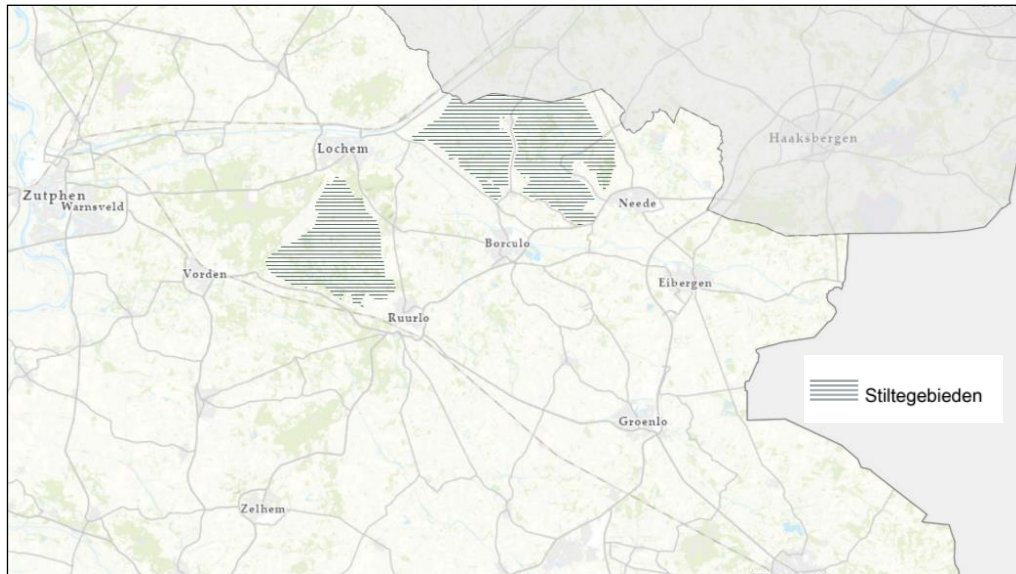 Haaksbergen
Lochem
Zutphen
Warnsveld
Neede
Borculo
Vorden
Eibergen
Ruurlo
Stiltegebieden
Groenlo
Zelhem